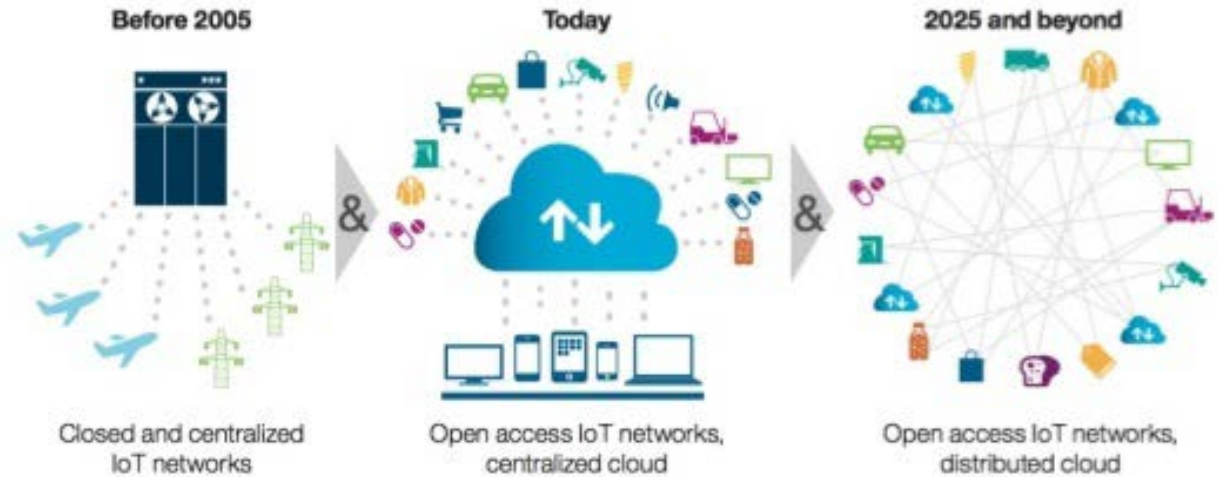 Before 2005
Today
2025 and beyond
&
&
Closed and centralized
IoT networks
Open access IoT networks,
centralized cloud
Open access IoT networks,
distributed cloud